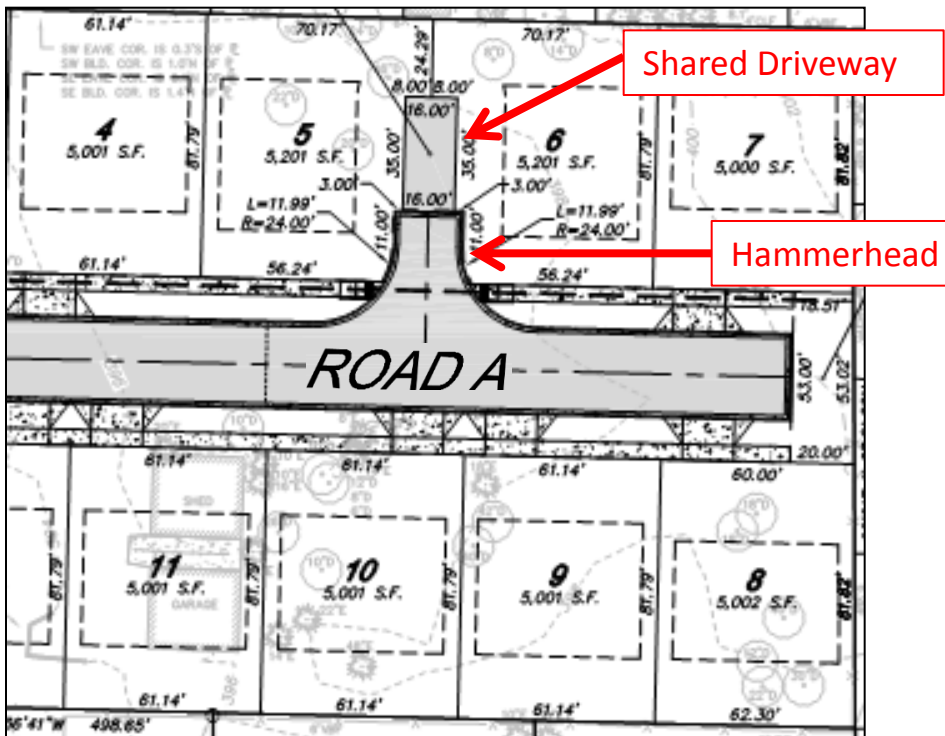 61.14'
70.17
70.17'
SW EAVE COR. IS 0.3'S OF
SW BLD. COR. IS 1.0'N OF
SE BLD. COR. IS 1.4'
24.29'
8.00' 8.00'
16.00'
Shared Driveway
4
5,001 S.F.
81.79'
5
5,201 S.F.
35.00'
35.00'
6
5,201 S.F.
81.79'
7
5,000 S.F.
81.82'
3.00'
16.00'
3.00'
L=11.99'
R=24.00'
11.00'
11.00'
L=11.99'
R=24.00'
Hammerhead
61.14'
56.24'
56.24'
18.51'
ROAD A
53.00'
53.02'
20.00'
61.14'
61.14'
61.14'
60.00'
SHED
GARAGE
81.79'
11
5,001 S.F.
81.79'
10
5,001 S.F.
81.79'
9
5,001 S.F.
81.79'
8
5,002 S.F.
81.82'
396
61.14'
61.14'
61.14'
62.30'
6'41"W 498.65'